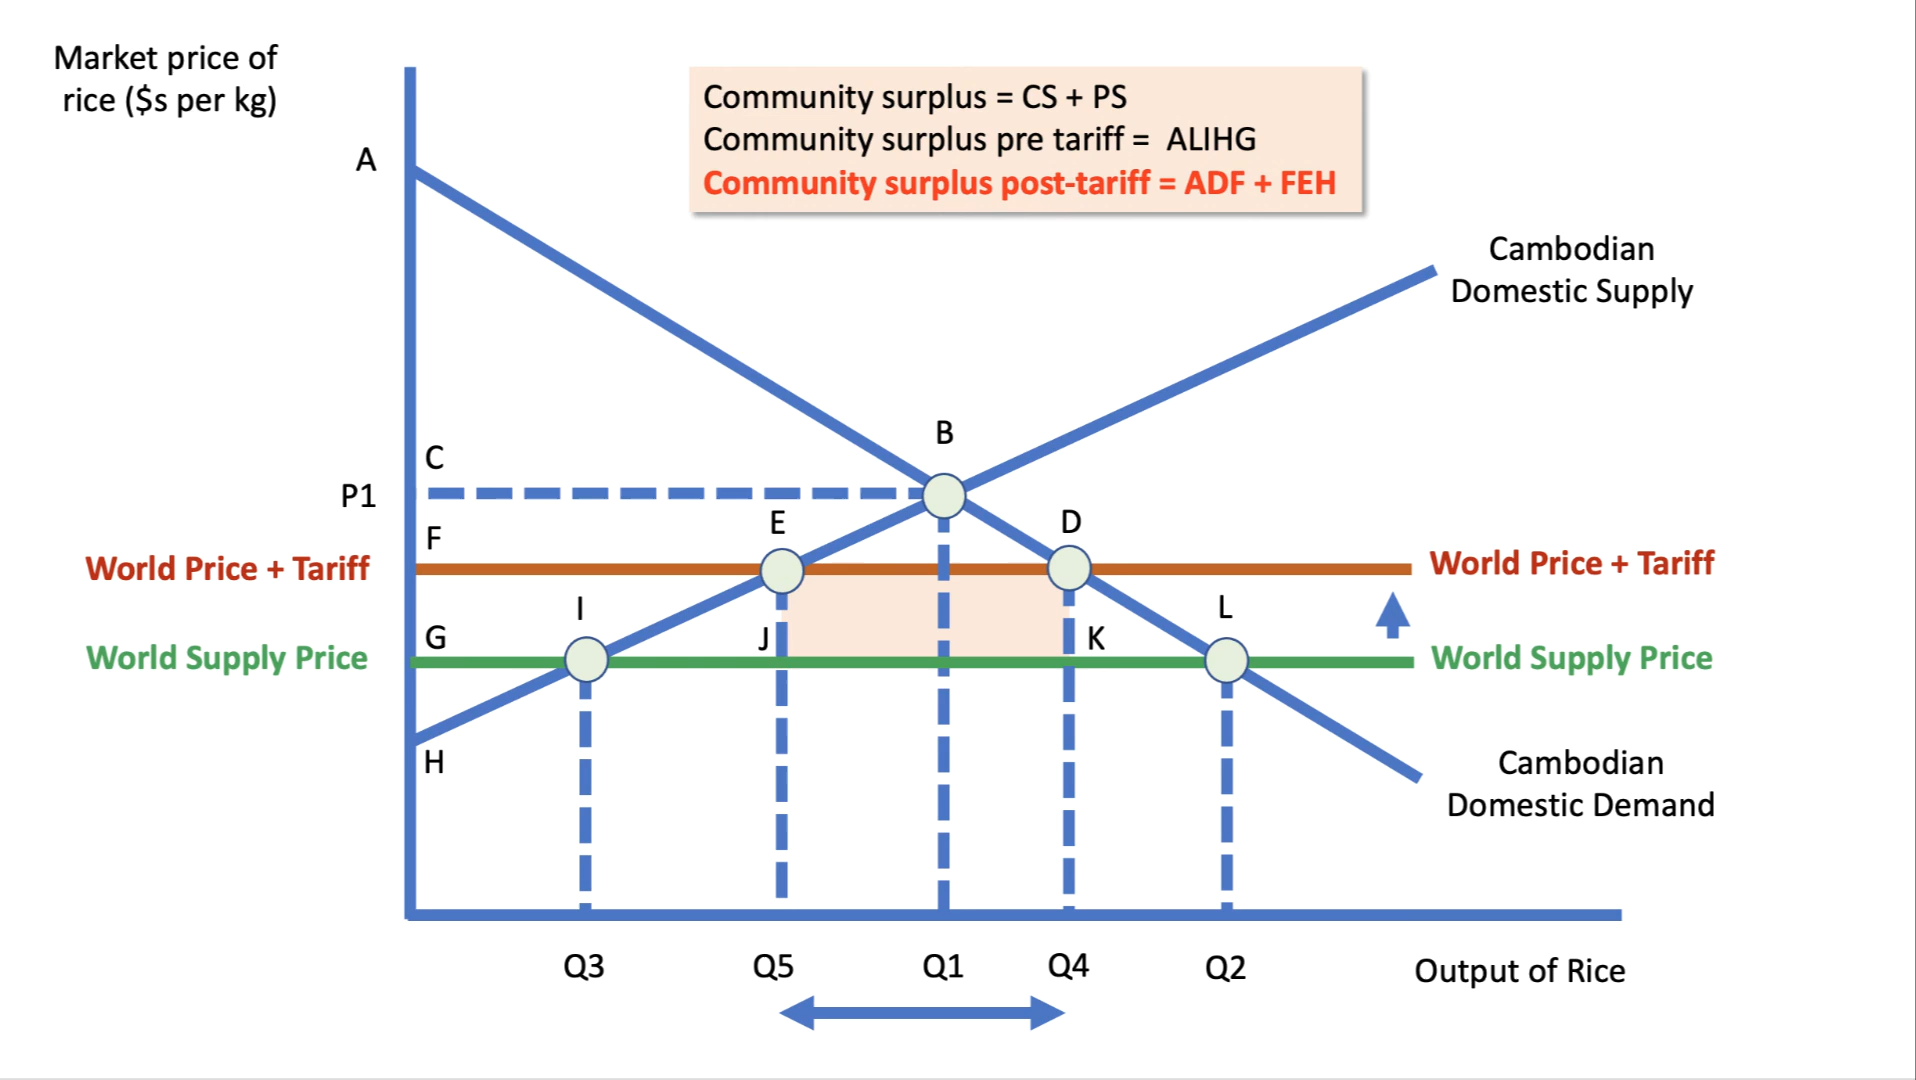 Market price of
rice ($s per kg)
Community surplus = CS + PS
Community surplus pre tariff =  ALIHG
Community surplus post-tariff = ADF + FEH
A
Cambodian
Domestic Supply
B
C
P1
E
D
F
World Price + Tariff
World Price + Tariff
I
L
G
J
K
World Supply Price
World Supply Price
H
Cambodian
Domestic Demand
Q3
Q5
Q1
Q4
Q2
Output of Rice